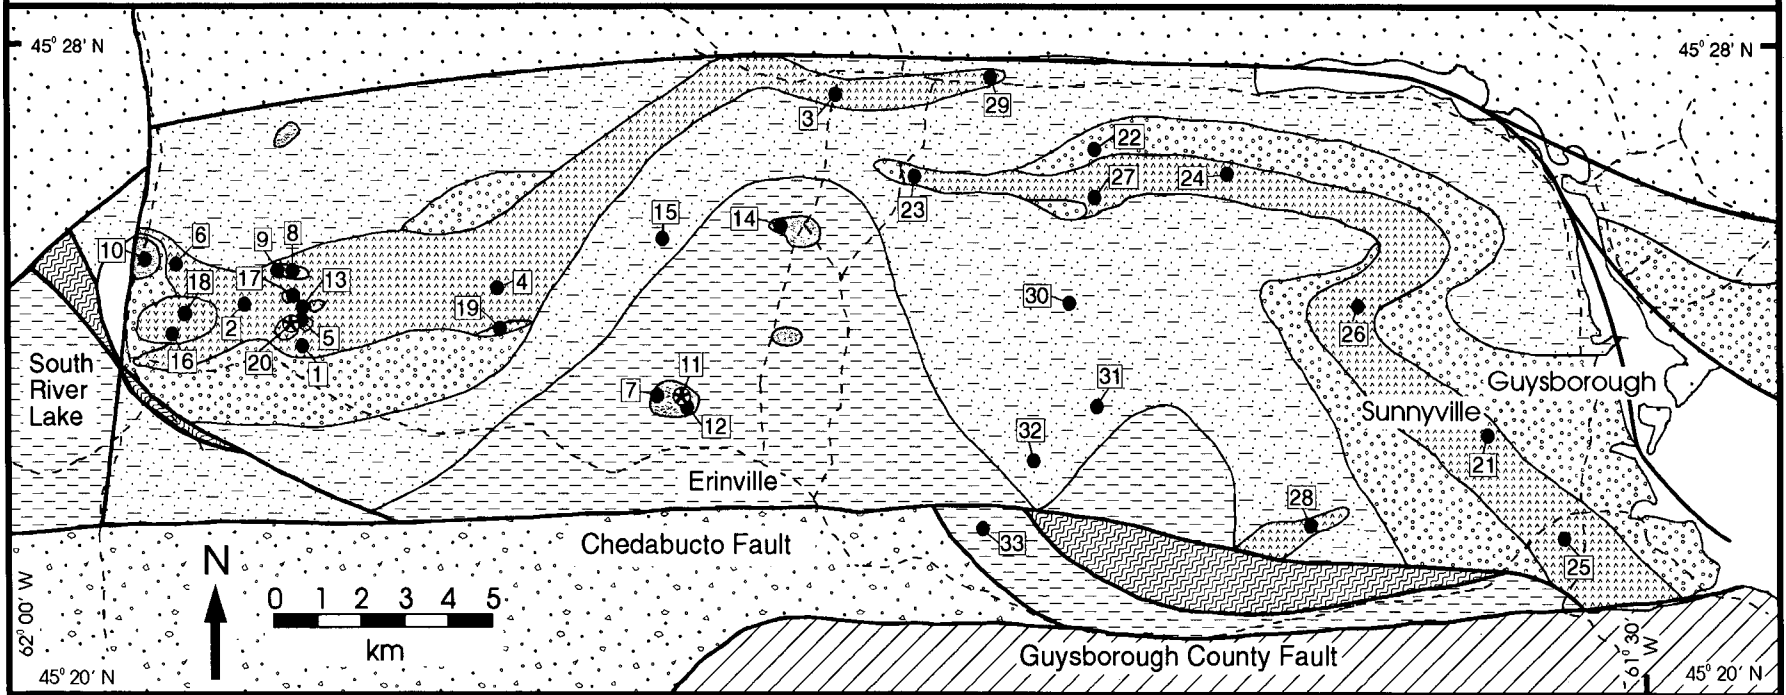 45° 28' N
45° 28' N
29
3
22
27
24
23
15
14
10
6
9
8
18
17
13
4
19
2
30
26
16
20
5
1
South
River
Lake
7
11
12
31
Guysborough
Sunnyville
32
21
Erinville
28
33
Chedabucto Fault
25
N
0 1 2 3 4 5
km
62° 00' W
45° 20' N
Guysborough County Fault
61° 30'
W
45° 20' N